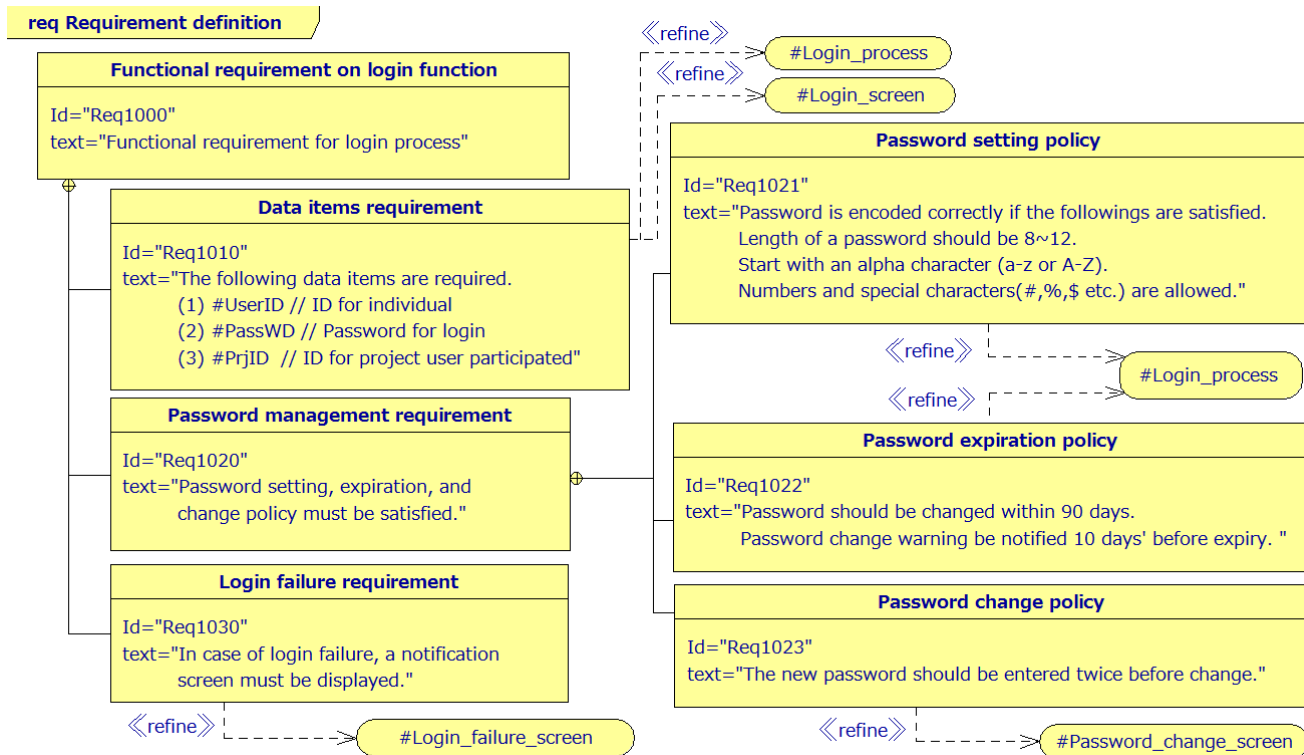 req Requirement definition
Functional requirement on login function
Id="Req1000"
text="Functional requirement for login process"
Data items requirement
Id="Req1010"
text="The following data items are required.
(1) #UserID // ID for individual
(2) #PassWD // Password for login
(3) #PrjID // ID for project user participated"
Password management requirement
Id="Req1020"
text="Password setting, expiration, and
change policy must be satisfied."
Login failure requirement
Id="Req1030"
text="In case of login failure, a notification
screen must be displayed."
≪refine≫
#Login_failure_screen
≪refine≫
#Login_process
≪refine≫
#Login_screen
Password setting policy
Id="Req1021"
text="Password is encoded correctly if the followings are satisfied.
Length of a password should be 8~12.
Start with an alpha character (a-z or A-Z).
Numbers and special characters(#,%,$ etc.) are allowed."
≪refine≫
#Login_process
≪refine≫
Password expiration policy
Id="Req1022"
text="Password should be changed within 90 days.
Password change warning be notified 10 days' before expiry. "
Password change policy
Id="Req1023"
text="The new password should be entered twice before change."
≪refine≫
#Password_change_screen